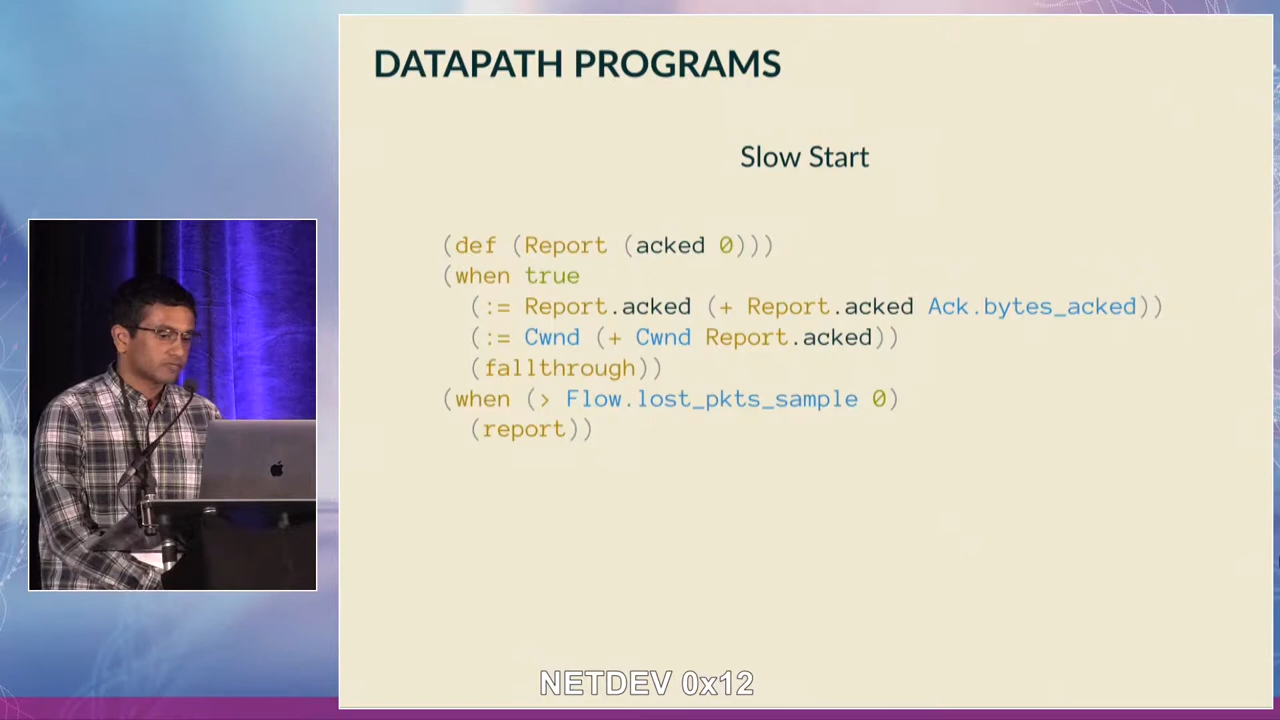 DATAPATH PROGRAMS
Slow Start
(def (Report (acked 0)))
(when true
(:= Report.acked (+ Report.acked Ack.bytes_acked))
(:= Cwnd (+ Cwnd Report.acked))
(fallthrough))
(when (> Flow.lost_pkts_sample 0)
(report))
NETDEV 0x12